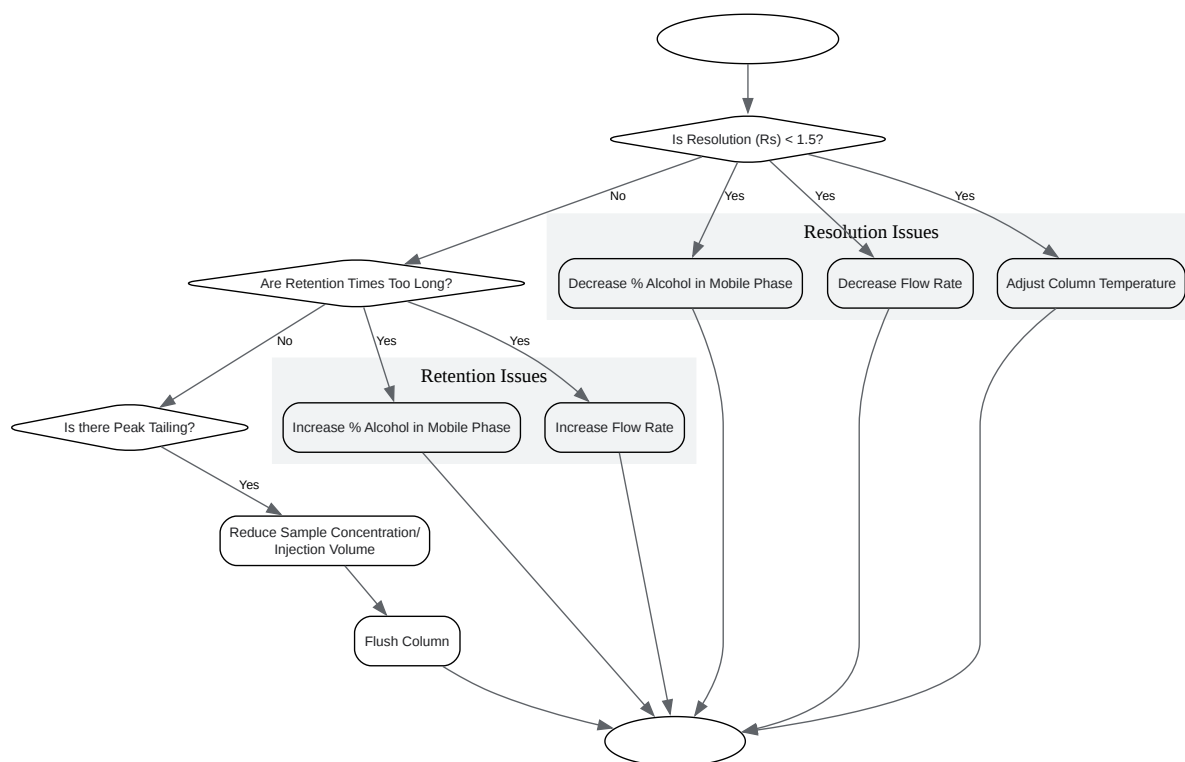 Is Resolution (Rs) < 1.5?
No
Yes
Yes
Yes
Resolution Issues
Are Retention Times Too Long?
Decrease % Alcohol in Mobile Phase
Decrease Flow Rate
Adjust Column Temperature
No
Yes
Yes
Retention Issues
Is there Peak Tailing?
Increase % Alcohol in Mobile Phase
Increase Flow Rate
Yes
Reduce Sample Concentration/
Injection Volume
Flush Column